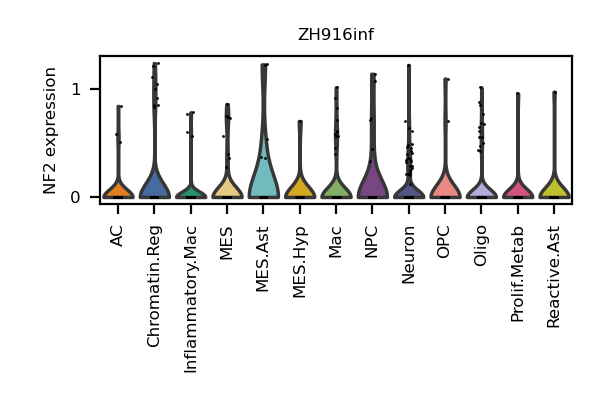 ZH916inf
NF2 expression
1
0
AC
Chromatin.Reg
Inflammatory.Mac
MES
MES.Ast
MES.Hyp
Mac
NPC
Neuron
OPC
Oligo
Prolif.Metab
Reactive.Ast